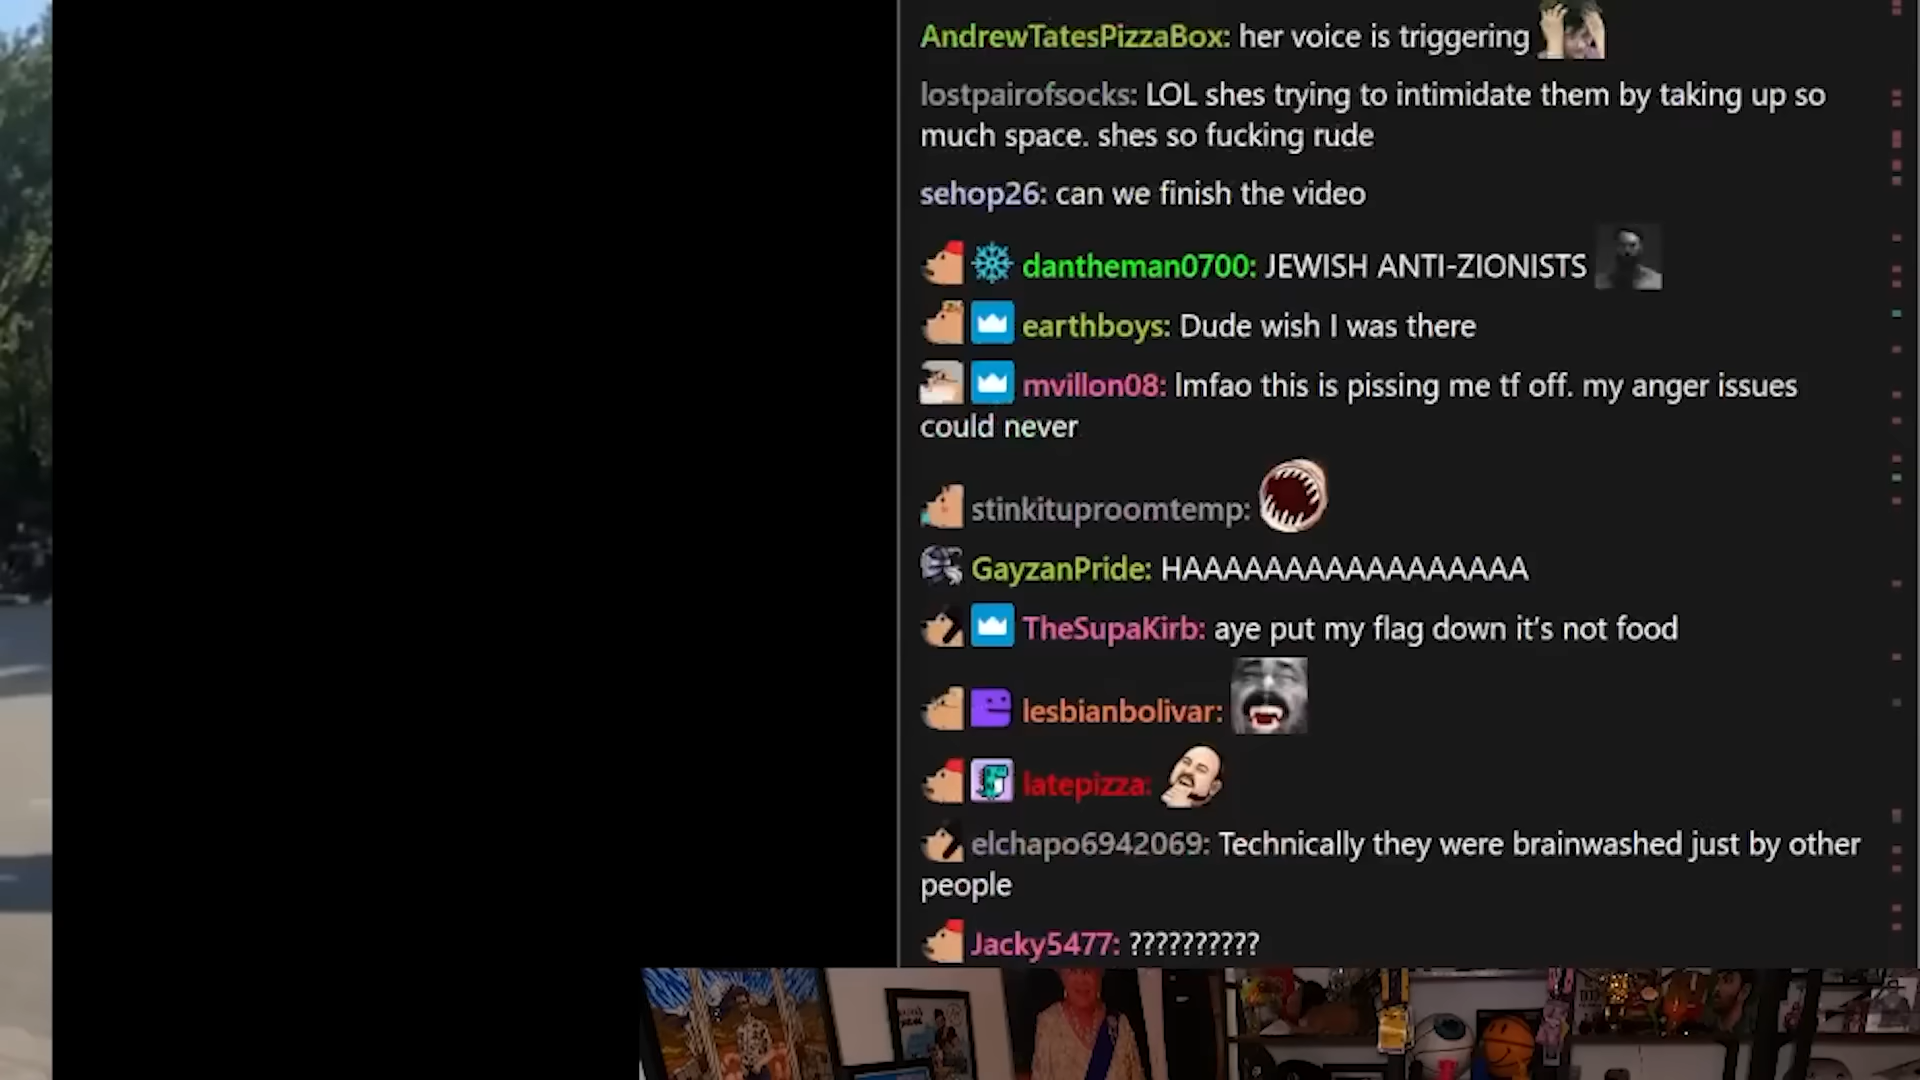 AndrewTatesPizzaBox: her voice is triggering
lostpairofsocks: LOL shes trying to intimidate them by taking up so
much space. shes so fucking rude
sehop26: can we finish the video
dantheman0700: JEWISH ANTI-ZIONISTS
earthboys: Dude wish I was there
mvillon08: lmfao this is pissing me tf off. my anger issues
could never
stinkituproomtemp:
GayzanPride: HAAAAAAAAAAAAAAAAA
TheSupaKirb: aye put my flag down it's not food
lesbianbolivar:
latepizza:
elchapo6942069: Technically they were brainwashed just by other
people
Jacky5477: ??????????